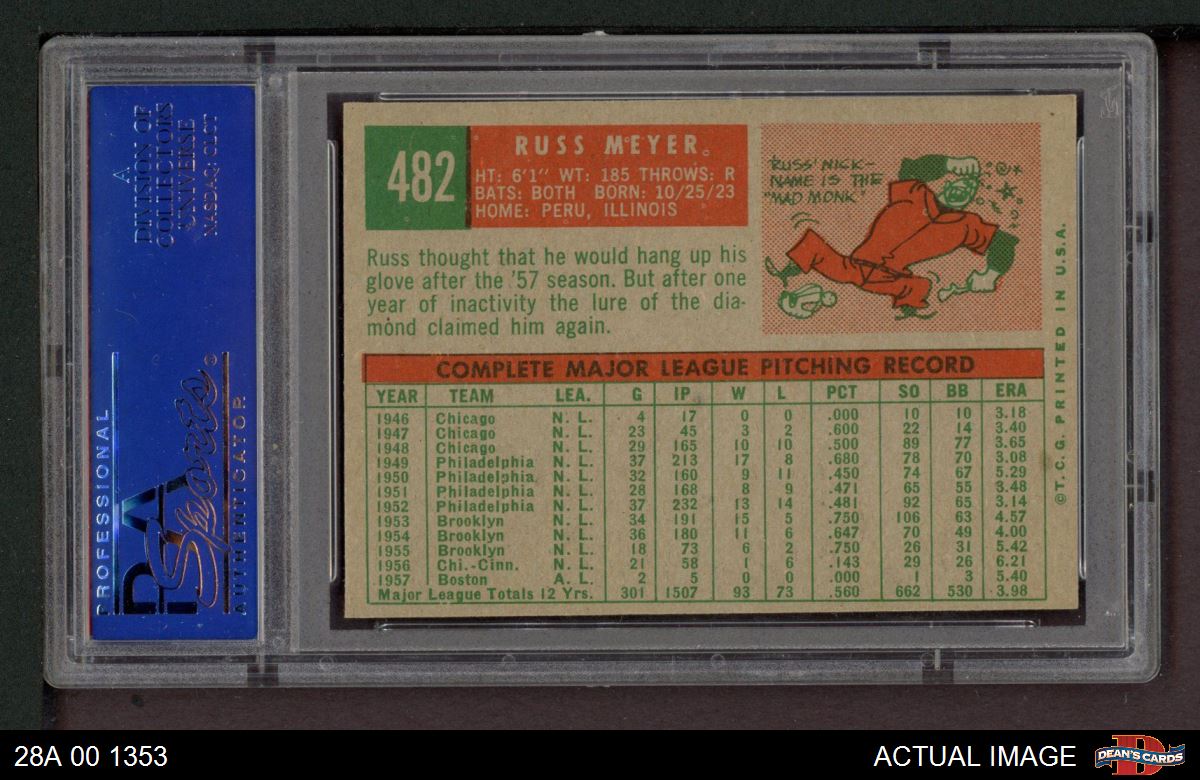 A
DIVISION OF
COLLECTORS
UNIVERSE
NASDAQ: CLCT
PROFESSIONAL
PSA
Sports
®
AUTHENTICATOR
482
RUSS MEYER
HT: 6'1" WT: 185 THROWS: R
BATS: BOTH BORN: 10/25/23
HOME: PERU, ILLINOIS
RUSS' NICK-
NAME IS THE
"MAD MONK"
Russ thought that he would hang up his
glove after the '57 season. But after one
year of inactivity the lure of the dia-
mond claimed him again.
COMPLETE MAJOR LEAGUE PITCHING RECORD
YEAR TEAM LEA. G IP W L PCT SO BB ERA
1946 Chicago N. L. 4 17 0 0 .000 10 10 3.18
1947 Chicago N. L. 23 45 3 2 .600 22 14 3.40
1948 Chicago N. L. 29 165 10 10 .500 89 77 3.65
1949 Philadelphia N. L. 37 213 17 8 .680 78 70 3.08
1950 Philadelphia N. L. 32 160 9 11 .450 74 67 5.29
1951 Philadelphia N. L. 28 168 8 9 .471 65 55 3.48
1952 Philadelphia N. L. 37 232 13 14 .481 92 65 3.14
1953 Brooklyn N. L. 34 191 15 5 .750 106 63 4.57
1954 Brooklyn N. L. 36 180 11 6 .647 70 49 4.00
1955 Brooklyn N. L. 18 73 6 2 .750 26 31 5.42
1956 Chi.-Cinn. N. L. 21 58 1 6 .143 29 26 6.21
1957 Boston A. L. 2 5 0 0 .000 1 3 5.40
Major League Totals 12 Yrs. 301 1507 93 73 .560 662 530 3.98
©T. C. G. PRINTED IN U.S.A.
28A 00 1353
ACTUAL IMAGE
D
DEAN'S CARDS